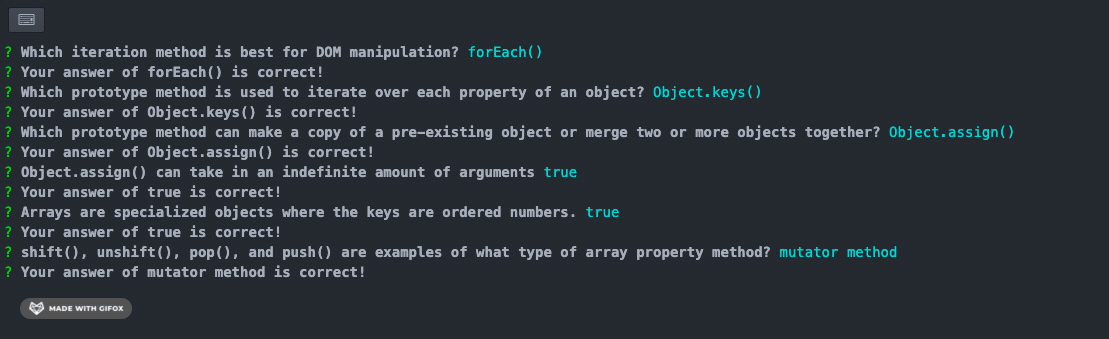 ? Which iteration method is best for DOM manipulation? forEach()
? Your answer of forEach() is correct!
? Which prototype method is used to iterate over each property of an object? Object.keys()
? Your answer of Object.keys() is correct!
? Which prototype method can make a copy of a pre-existing object or merge two or more objects together? Object.assign()
? Your answer of Object.assign() is correct!
? Object.assign() can take in an indefinite amount of arguments true
? Your answer of true is correct!
? Arrays are specialized objects where the keys are ordered numbers. true
? Your answer of true is correct!
? shift(), unshift(), pop(), and push() are examples of what type of array property method? mutator method
? Your answer of mutator method is correct!
MADE WITH GIFOX